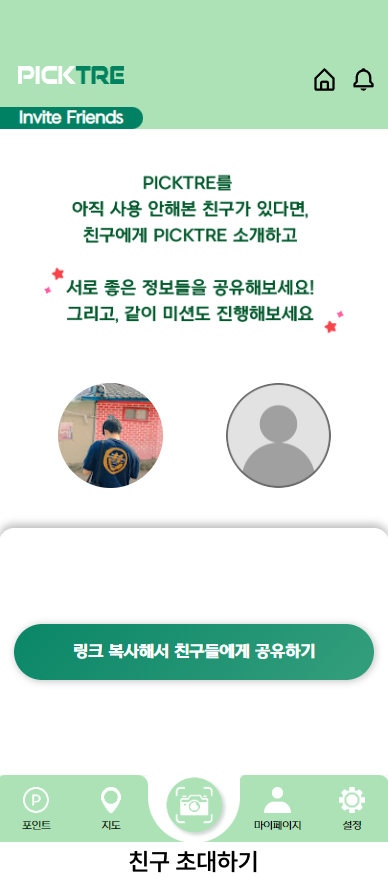 PICKTRE
Invite Friends
PICKTRE를
아직 사용 안해본 친구가 있다면,
친구에게 PICKTRE 소개하고
서로 좋은 정보들을 공유해보세요!
그리고, 같이 미션도 진행해보세요
링크 복사해서 친구들에게 공유하기
P
포인트
지도
마이페이지
설정
친구 초대하기